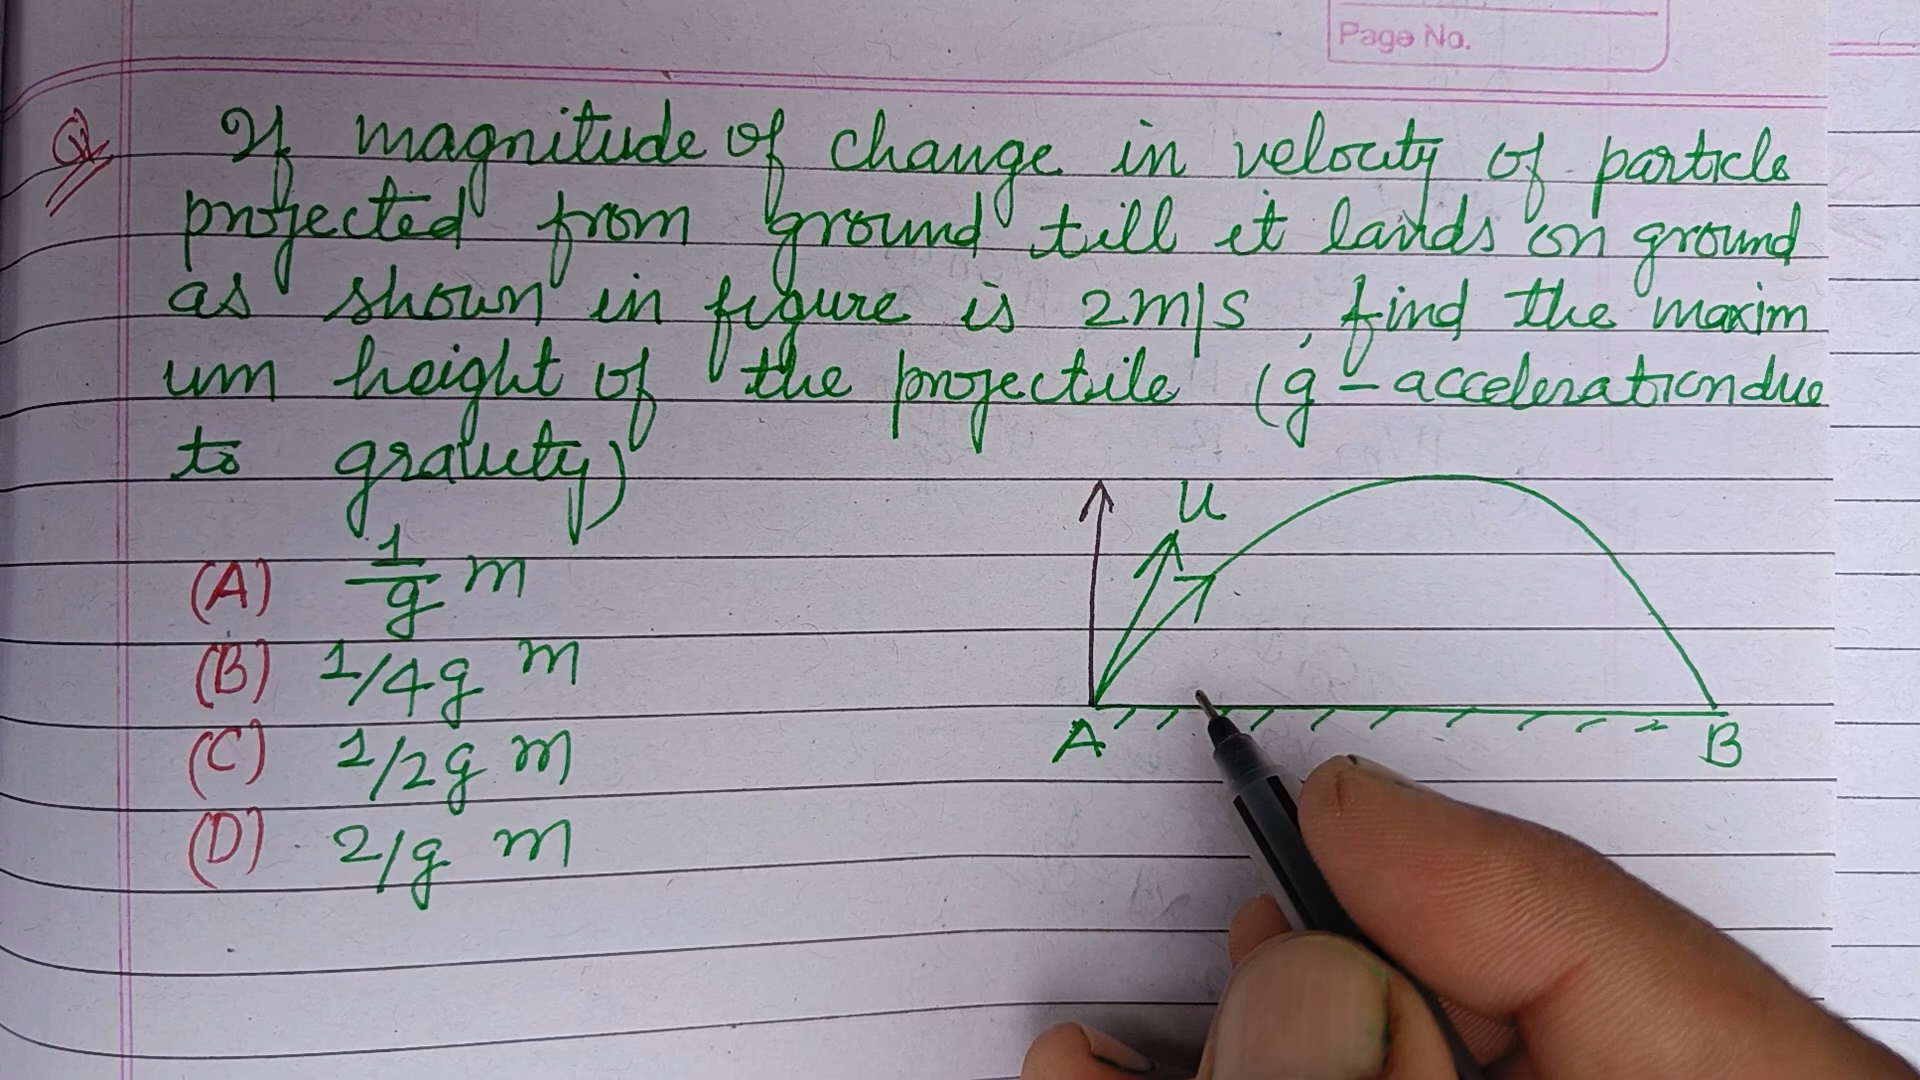 Page No.
Q. If magnitude of change in velocity of particle
projected from ground till it lands on ground
as shown in figure is 2m/s, find the maxim
um height of the projectile (g-acceleration due
to gravity)
U
(A) 1/g m
(B) 1/4g m
(C) 1/2g m
A B
(D) 2/g m